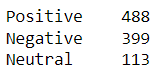 Positive    488
Negative    399
Neutral     113